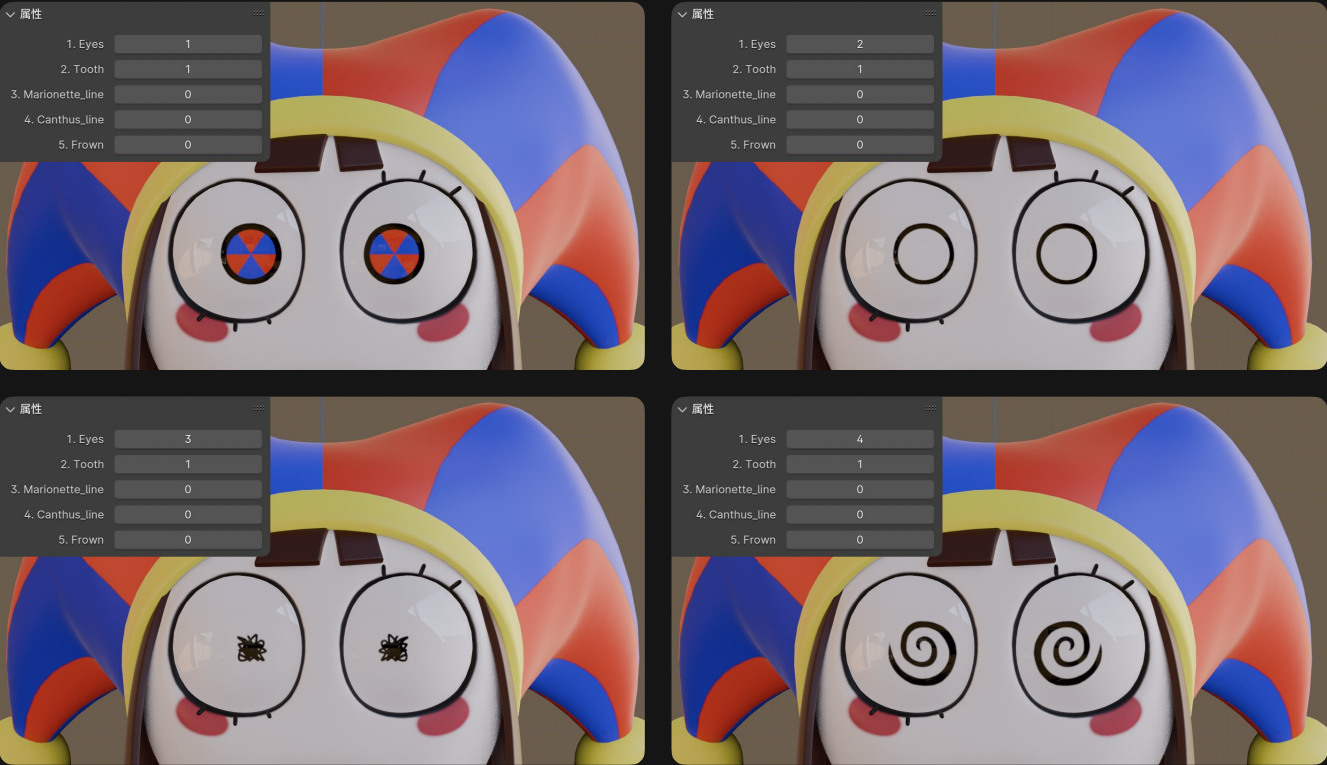 属性
1. Eyes 1
2. Tooth 1
3. Marionette_line 0
4. Canthus_line 0
5. Frown 0
属性
1. Eyes 2
2. Tooth 1
3. Marionette_line 0
4. Canthus_line 0
5. Frown 0
属性
1. Eyes 3
2. Tooth 1
3. Marionette_line 0
4. Canthus_line 0
5. Frown 0
属性
1. Eyes 4
2. Tooth 1
3. Marionette_line 0
4. Canthus_line 0
5. Frown 0